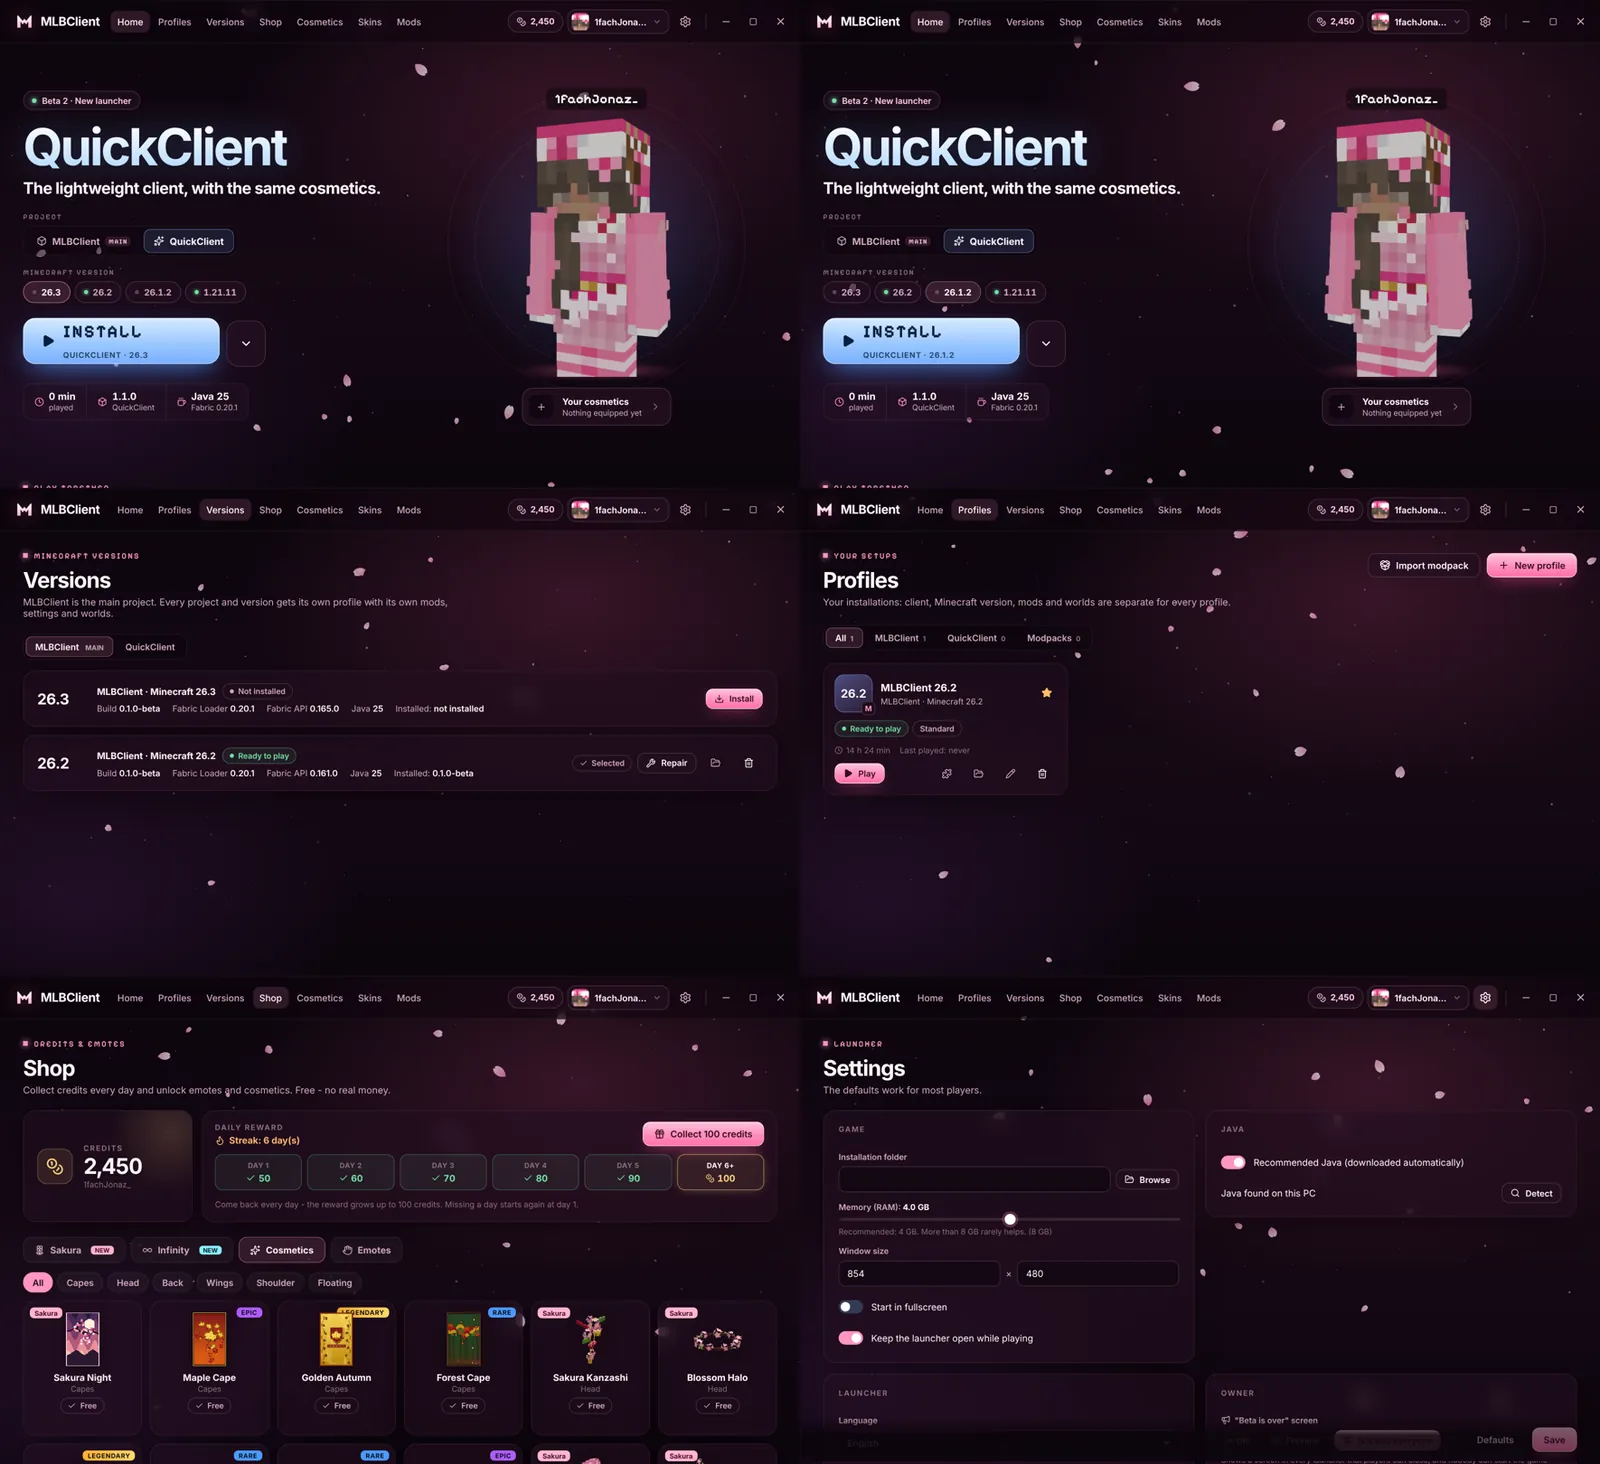 MLBClient Home Profiles Versions Shop Cosmetics Skins Mods 2,450 1fachJona...
Beta 2 · New launcher
QuickClient
The lightweight client, with the same cosmetics.
PROJECT
MLBClient MAIN QuickClient
MINECRAFT VERSION
26.3 26.2 26.1.2 1.21.11
INSTALL
QUICKCLIENT · 26.3
0 min 1.1.0 Java 25
played QuickClient Fabric 0.20.1
1fachJonaz_
Your cosmetics
Nothing equipped yet
PLAY TOGETHER
MLBClient Home Profiles Versions Shop Cosmetics Skins Mods 2,450 1fachJona...
Beta 2 · New launcher
QuickClient
The lightweight client, with the same cosmetics.
PROJECT
MLBClient MAIN QuickClient
MINECRAFT VERSION
26.3 26.2 26.1.2 1.21.11
INSTALL
QUICKCLIENT · 26.1.2
0 min 1.1.0 Java 25
played QuickClient Fabric 0.20.1
1fachJonaz_
Your cosmetics
Nothing equipped yet
MLBClient Home Profiles Versions Shop Cosmetics Skins Mods 2,450 1fachJona...
MINECRAFT VERSIONS
Versions
MLBClient is the main project. Every project and version gets its own profile with its own mods,
settings and worlds.
MLBClient MAIN QuickClient
26.3 MLBClient · Minecraft 26.3 Not installed
Build 0.1.0-beta Fabric Loader 0.20.1 Fabric API 0.165.0 Java 25 Installed: not installed
Install
26.2 MLBClient · Minecraft 26.2 Ready to play
Build 0.1.0-beta Fabric Loader 0.20.1 Fabric API 0.161.0 Java 25 Installed: 0.1.0-beta
Selected Repair
MLBClient Home Profiles Versions Shop Cosmetics Skins Mods 2,450 1fachJona...
YOUR SETUPS
Profiles
Your installations: client, Minecraft version, mods and worlds are separate for every profile.
Import modpack New profile
All 1 MLBClient 1 QuickClient 0 Modpacks 0
26.2 M
MLBClient 26.2
MLBClient · Minecraft 26.2
Ready to play Standard
14 h 24 min Last played: never
Play
MLBClient Home Profiles Versions Shop Cosmetics Skins Mods 2,450 1fachJona...
CREDITS & EMOTES
Shop
Collect credits every day and unlock emotes and cosmetics. Free - no real money.
CREDITS
2,450
1fachJonaz_
DAILY REWARD
Streak: 6 day(s)
Collect 100 credits
DAY 1 DAY 2 DAY 3 DAY 4 DAY 5 DAY 6+
50 60 70 80 90 100
Come back every day - the reward grows up to 100 credits. Missing a day starts again at day 1.
Sakura NEW Infinity NEW Cosmetics Emotes
All Capes Head Back Wings Shoulder Floating
Sakura EPIC LEGENDARY RARE Sakura Sakura
Sakura Night Maple Cape Golden Autumn Forest Cape Sakura Kanzashi Blossom Halo
Capes Capes Capes Capes Head Head
Free Free Free Free Free Free
LEGENDARY RARE RARE EPIC Sakura Sakura
MLBClient Home Profiles Versions Shop Cosmetics Skins Mods 2,450 1fachJona...
LAUNCHER
Settings
The defaults work for most players.
GAME
Installation folder
Browse
Memory (RAM): 4.0 GB
Recommended: 4 GB. More than 8 GB rarely helps. (8 GB)
Window size
854 × 480
Start in fullscreen
Keep the launcher open while playing
JAVA
Recommended Java (downloaded automatically)
Java found on this PC
Detect
LAUNCHER
Language
English
OWNER
"Beta is over" screen
Defaults Save